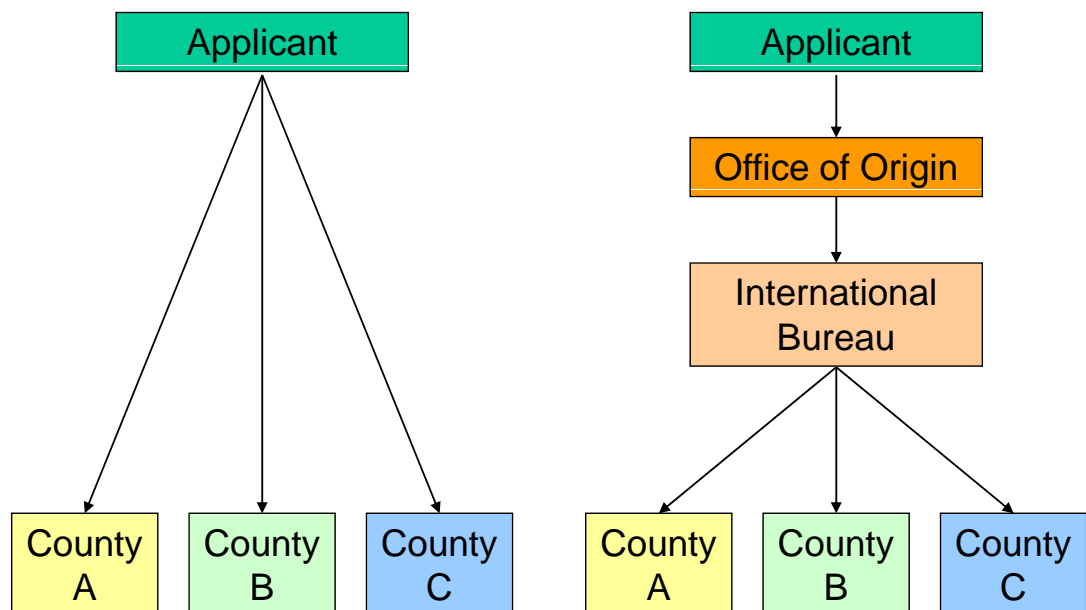 Applicant
County
A
County
B
County
C
Applicant
Office of Origin
International
Bureau
County
A
County
B
County
C